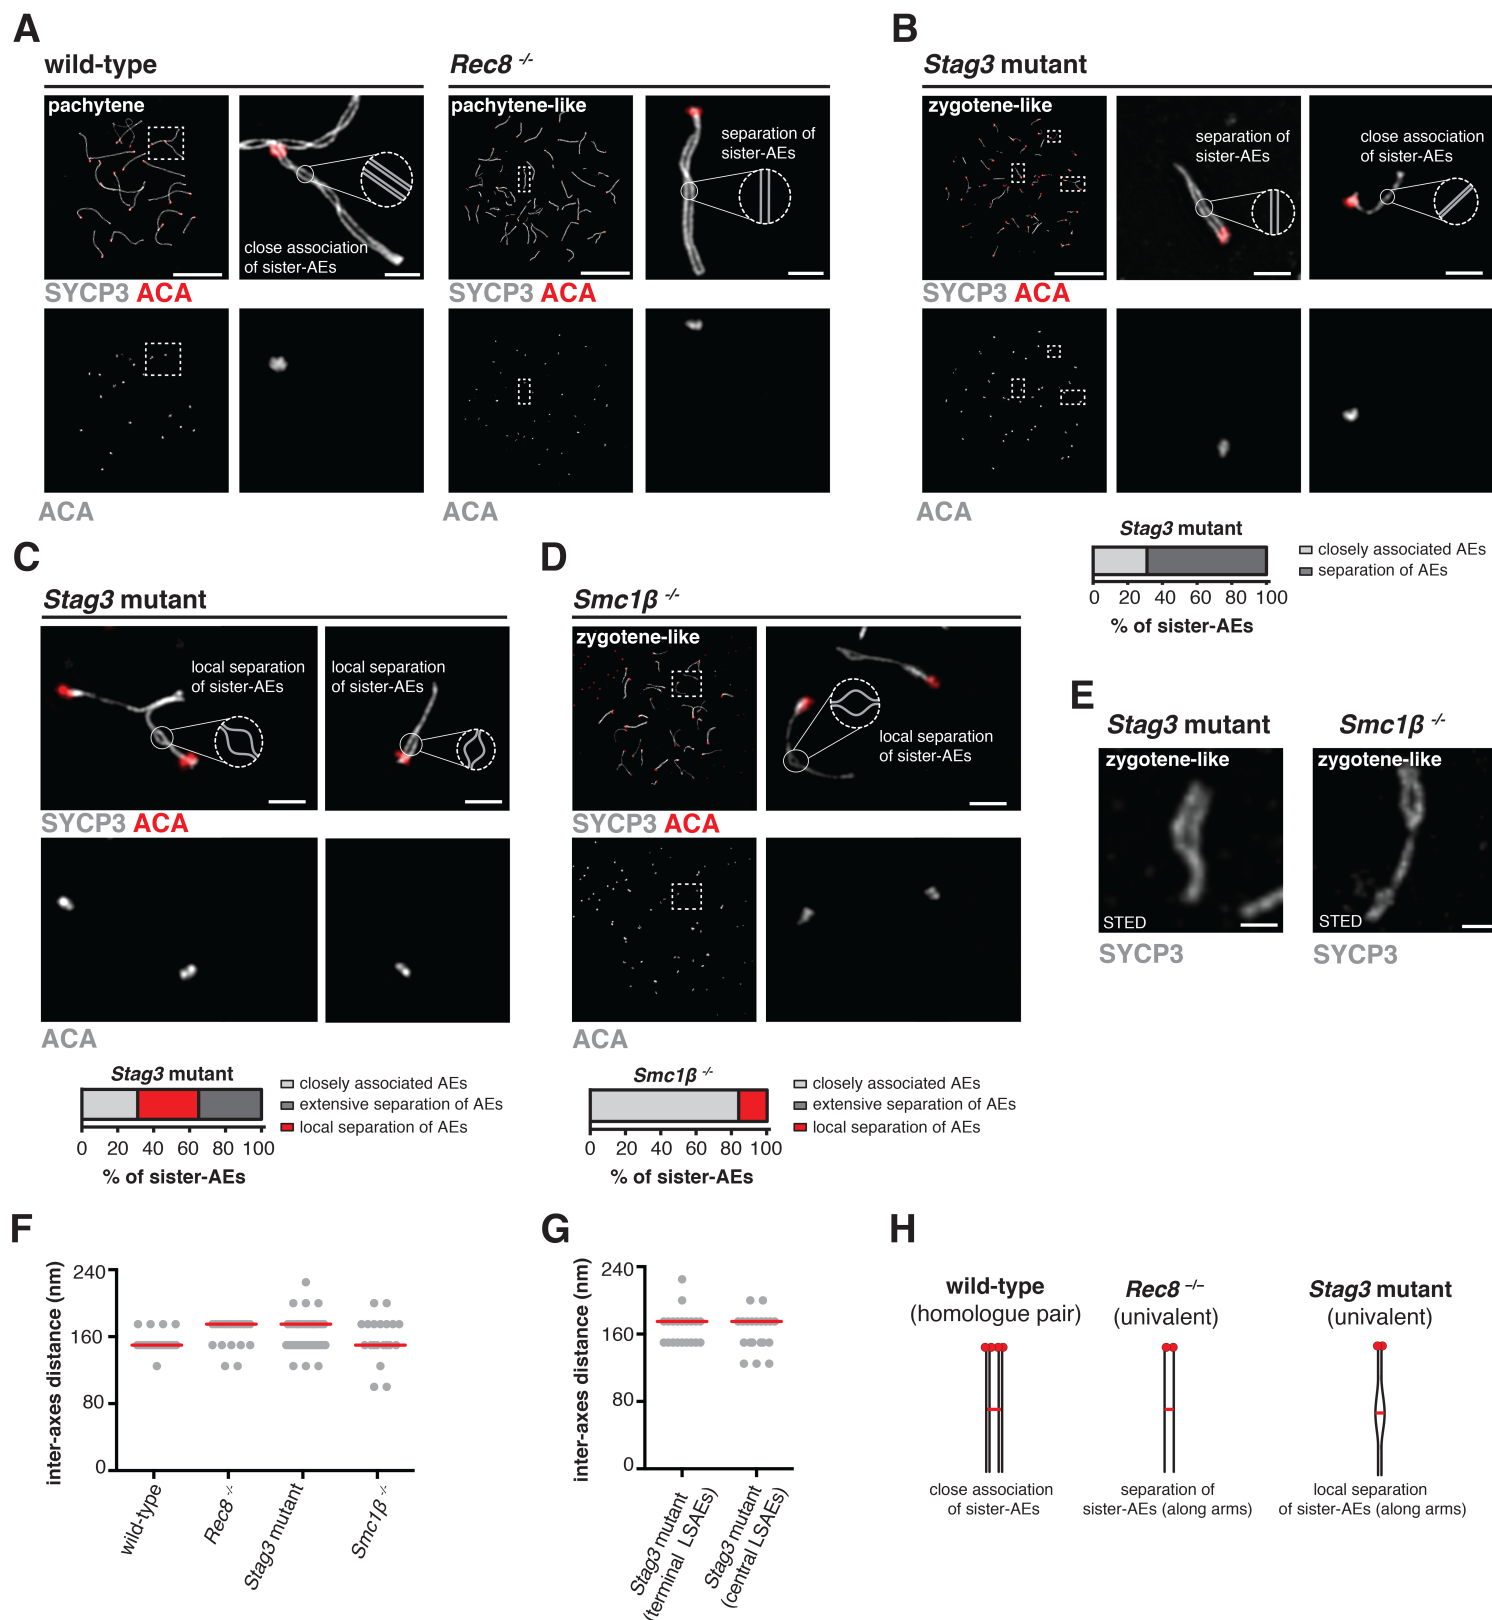 A
wild-type
Rec8 -/-
pachytene
close association
of sister-AEs
pachytene-like
separation of
sister-AEs
SYCP3 ACA
SYCP3 ACA
ACA
ACA
B
Stag3 mutant
zygotene-like
separation of
sister-AEs
close association
of sister-AEs
SYCP3 ACA
ACA
Stag3 mutant
closely associated AEs
separation of AEs
0 20 40 60 80 100
% of sister-AEs
C
Stag3 mutant
local separation
of sister-AEs
local separation
of sister-AEs
SYCP3 ACA
ACA
Stag3 mutant
closely associated AEs
extensive separation of AEs
local separation of AEs
0 20 40 60 80 100
% of sister-AEs
D
Smc1β -/-
zygotene-like
local separation
of sister-AEs
SYCP3 ACA
ACA
Smc1β -/-
closely associated AEs
extensive separation of AEs
local separation of AEs
0 20 40 60 80 100
% of sister-AEs
E
Stag3 mutant
Smc1β -/-
zygotene-like
zygotene-like
STED
STED
SYCP3
SYCP3
F
inter-axes distance (nm)
240
160
80
0
wild-type
Rec8 -/-
Stag3 mutant
Smc1β -/-
G
inter-axes distance (nm)
240
160
80
0
Stag3 mutant
(terminal LSAEs)
Stag3 mutant
(central LSAEs)
H
wild-type
(homologue pair)
Rec8 -/-
(univalent)
Stag3 mutant
(univalent)
close association
of sister-AEs
separation of
sister-AEs (along arms)
local separation
of sister-AEs (along arms)